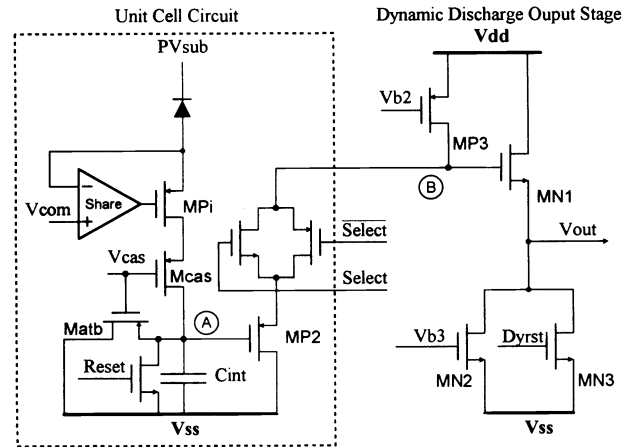 Unit Cell Circuit
Dynamic Discharge Ouput Stage
PVsub
Vdd
Vb2
MP3
B
MN1
Share
Vcom
MPi
Vout
Select
Vcas
Mcas
Select
Matb
A
MP2
Vb3
Dyrst
Reset
Cint
MN2
MN3
Vss
Vss